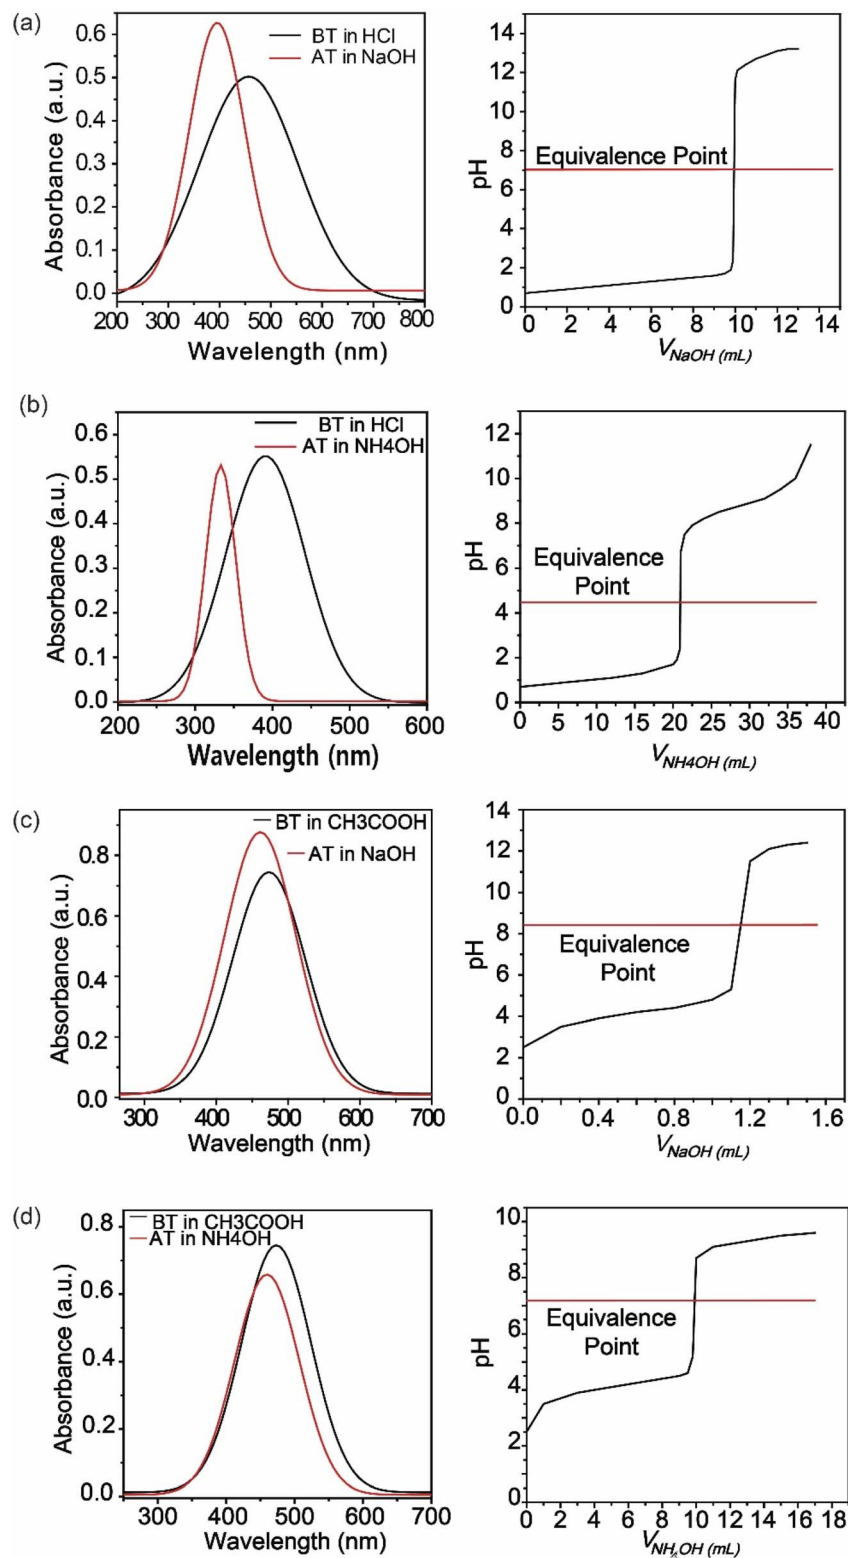 (a)
0.6
0.5
0.4
0.3
0.2
0.1
0.0
Absorbance (a.u.)
BT in HCl
AT in NaOH
200 300 400 500 600 700 800
Wavelength (nm)
14
12
10
8
6
4
2
0
pH
Equivalence Point
0 2 4 6 8 10 12 14
VNaOH (mL)
(b)
0.6
0.5
0.4
0.3
0.2
0.1
0.0
Absorbance (a.u.)
BT in HCl
AT in NH4OH
200 300 400 500 600
Wavelength (nm)
12
10
8
6
4
2
0
pH
Equivalence
Point
0 5 10 15 20 25 30 35 40
VNH4OH (mL)
(c)
0.8
0.6
0.4
0.2
0.0
Absorbance (a.u.)
BT in CH3COOH
AT in NaOH
300 400 500 600 700
Wavelength (nm)
14
12
10
8
6
4
2
0
pH
Equivalence
Point
0.0 0.4 0.8 1.2 1.6
VNaOH (mL)
(d)
0.8
0.6
0.4
0.2
0.0
Absorbance (a.u.)
BT in CH3COOH
AT in NH4OH
300 400 500 600 700
Wavelength (nm)
10
8
6
4
2
0
pH
Equivalence
Point
0 2 4 6 8 10 12 14 16 18
VNH4OH (mL)